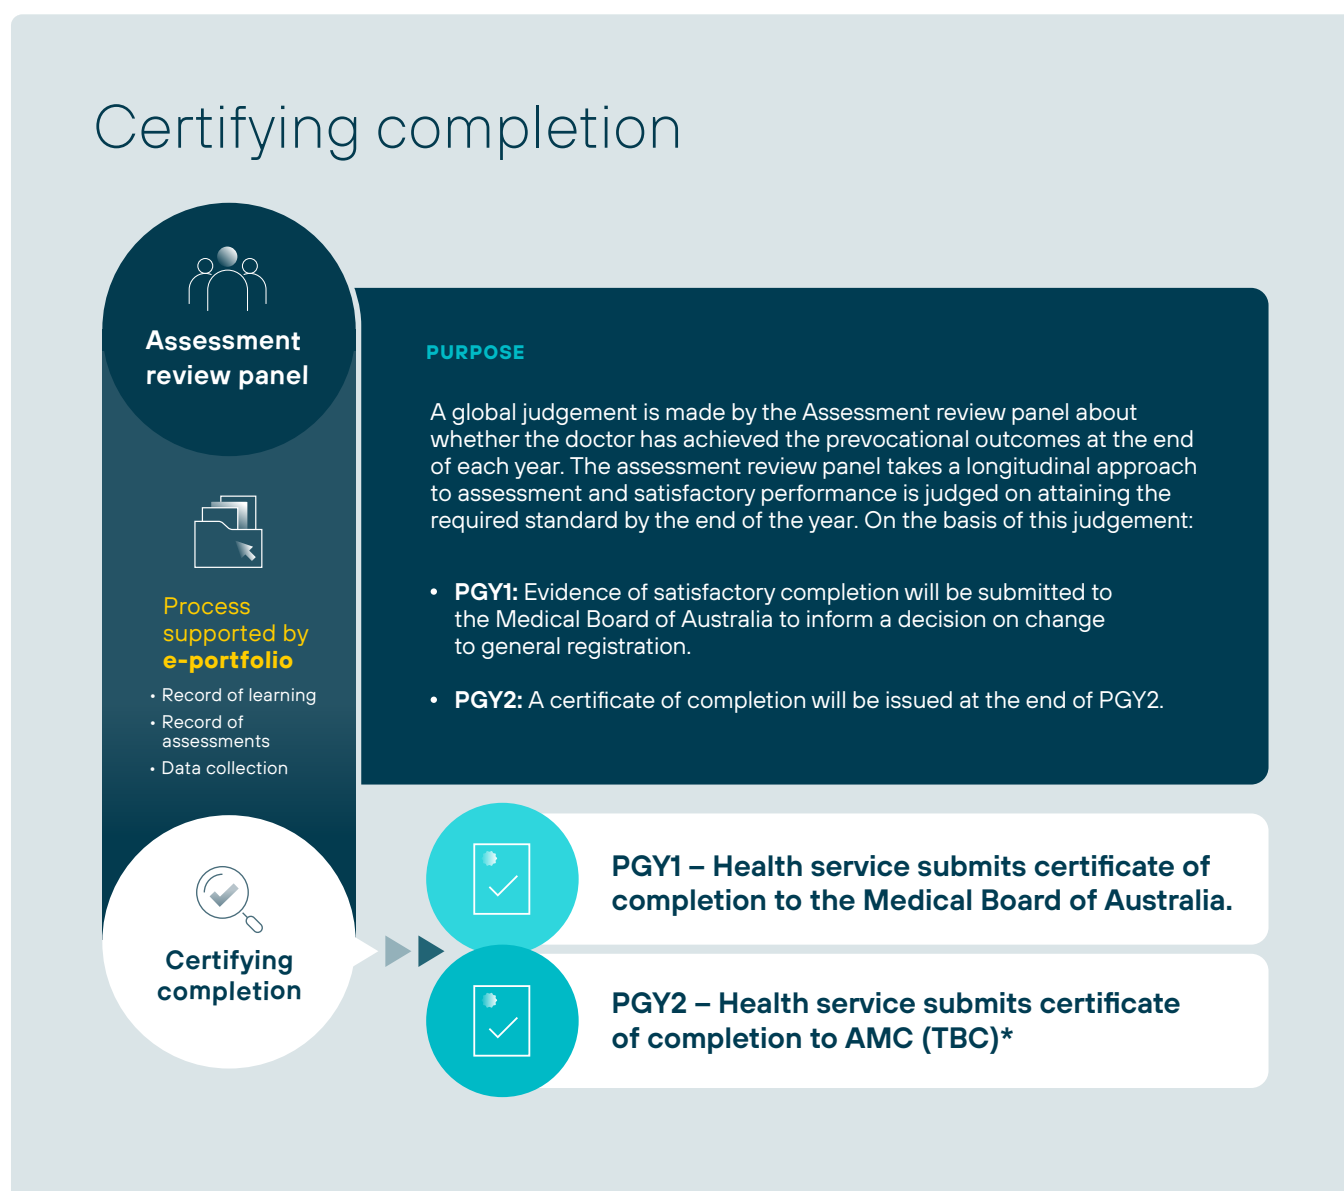 Certifying completion
Assessment
review panel
Process
supported by
e-portfolio
• Record of learning
• Record of
assessments
• Data collection
Certifying
completion
PURPOSE
A global judgement is made by the Assessment review panel about
whether the doctor has achieved the prevocational outcomes at the end
of each year. The assessment review panel takes a longitudinal approach
to assessment and satisfactory performance is judged on attaining the
required standard by the end of the year. On the basis of this judgement:
• PGY1: Evidence of satisfactory completion will be submitted to
the Medical Board of Australia to inform a decision on change
to general registration.
• PGY2: A certificate of completion will be issued at the end of PGY2.
PGY1 – Health service submits certificate of
completion to the Medical Board of Australia.
PGY2 – Health service submits certificate
of completion to AMC (TBC)*